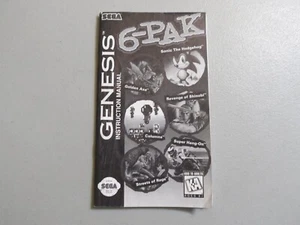 SEGA
6-PAK
GENESIS
INSTRUCTION MANUAL
Sonic The Hedgehog
Golden Axe
Revenge of Shinobi
Columns
Super Hang-On
Streets of Rage
SEGA
KA